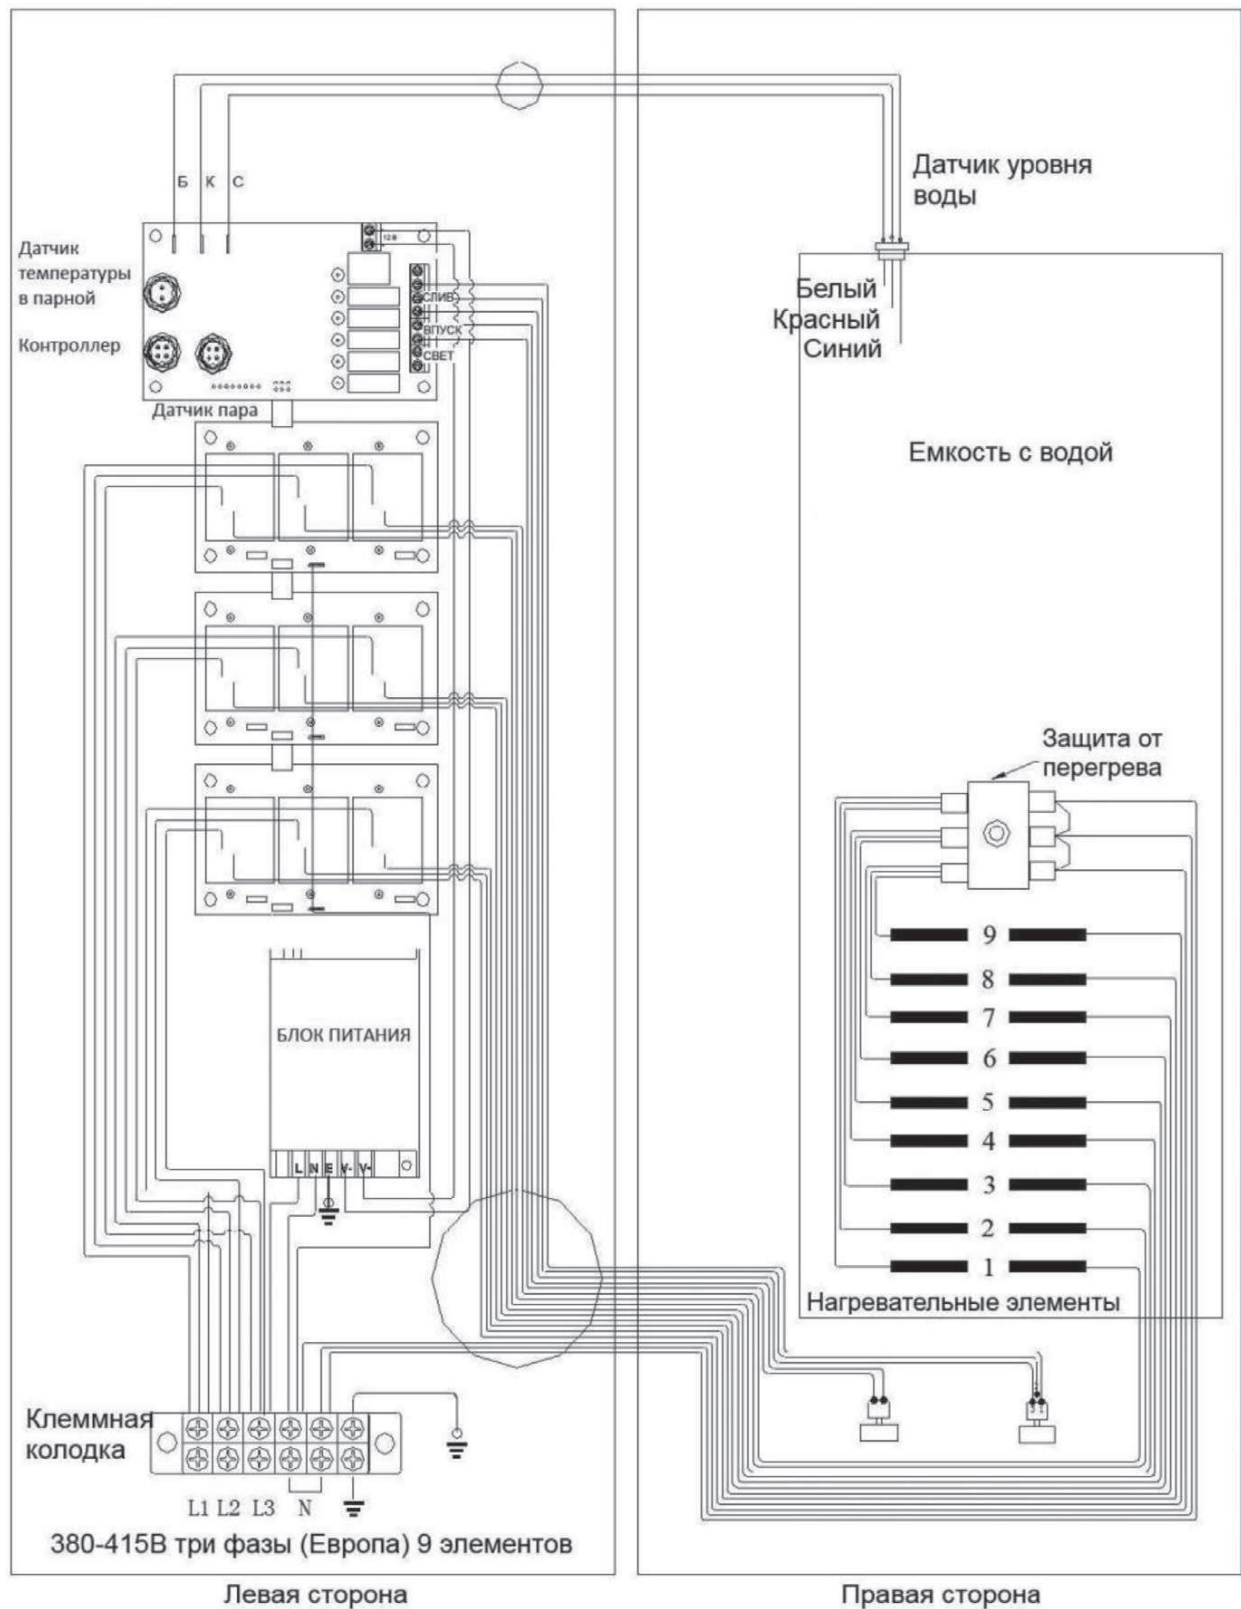 Б К С
12В
Датчик
температуры
в парной
СЛИВ
ВПУСК
СВЕТ
Контроллер
Датчик пара
БЛОК ПИТАНИЯ
L N E V- V+
Клеммная
колодка
L1 L2 L3 N
380-415В три фазы (Европа) 9 элементов
Левая сторона
Датчик уровня
воды
Белый
Красный
Синий
Емкость с водой
Защита от
перегрева
9
8
7
6
5
4
3
2
1
Нагревательные элементы
Правая сторона